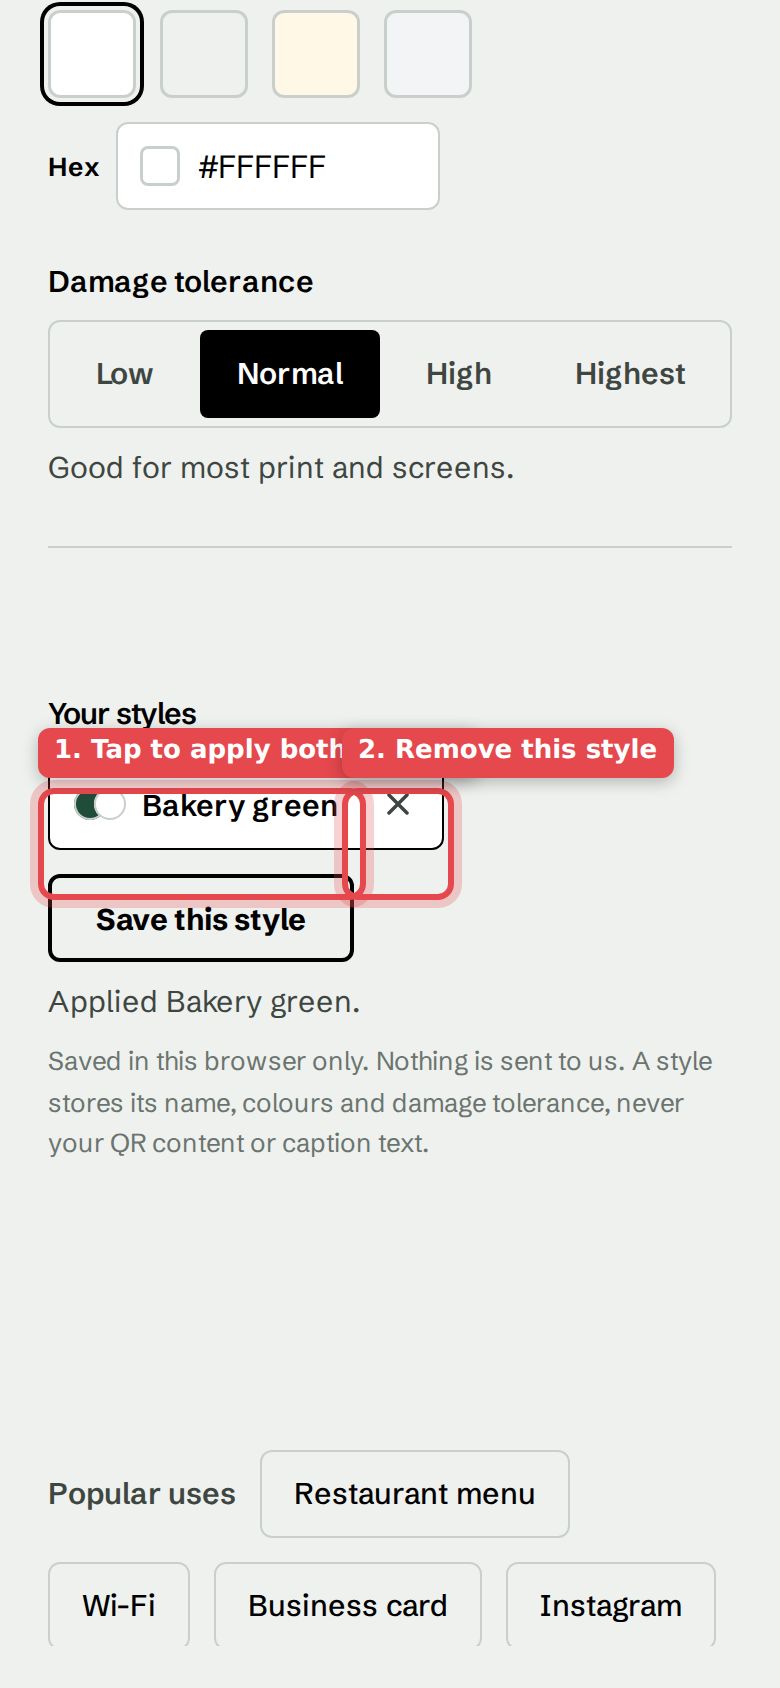 Hex #FFFFFF
Damage tolerance
Low Normal High Highest
Good for most print and screens.
Your styles
1. Tap to apply both 2. Remove this style
Bakery green
Save this style
Applied Bakery green.
Saved in this browser only. Nothing is sent to us. A style
stores its name, colours and damage tolerance, never
your QR content or caption text.
Popular uses Restaurant menu
Wi-Fi Business card Instagram